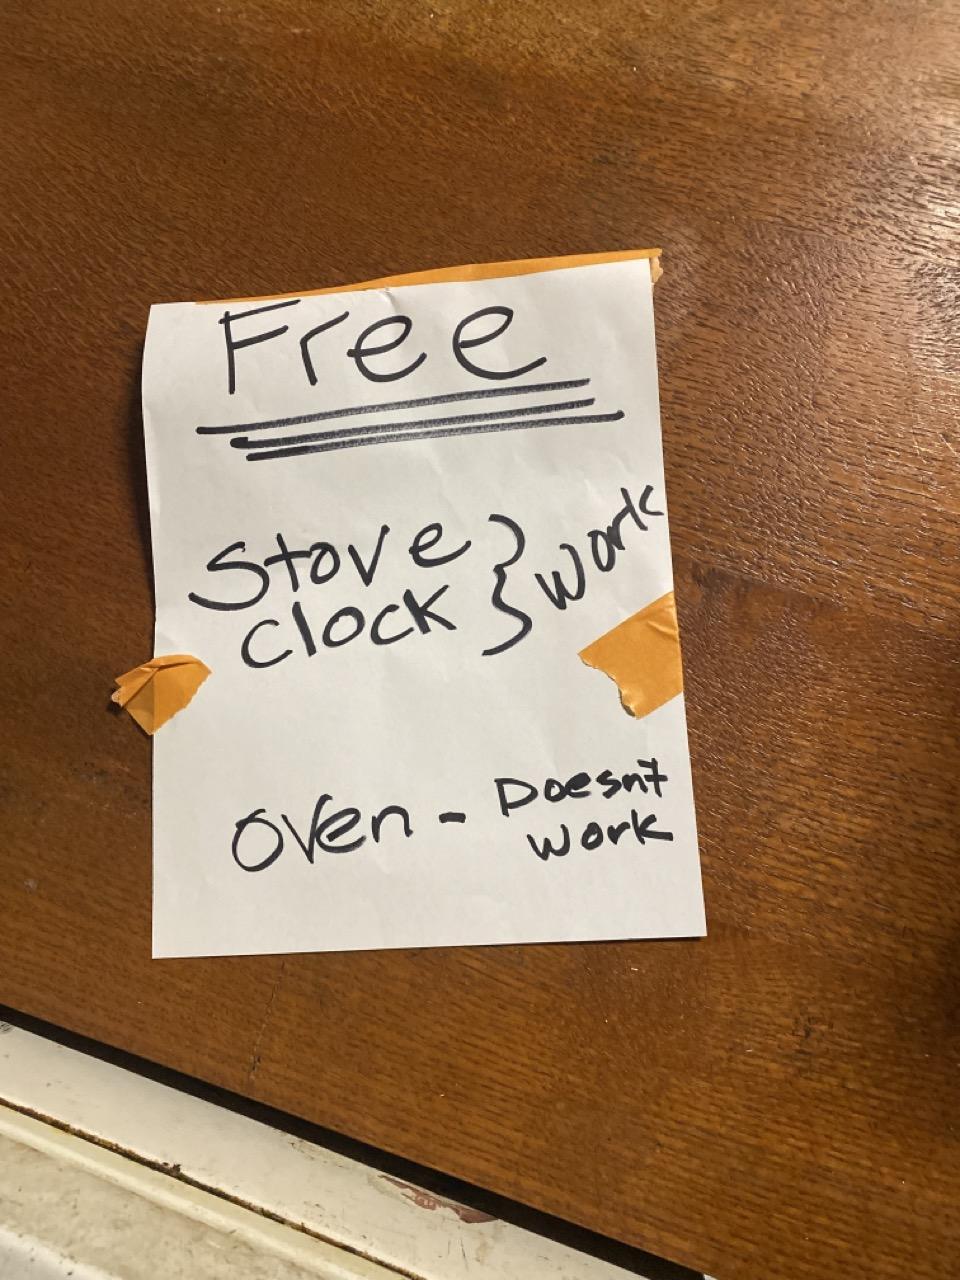 Free
Stove } Work
Clock
Oven - Doesn't
work